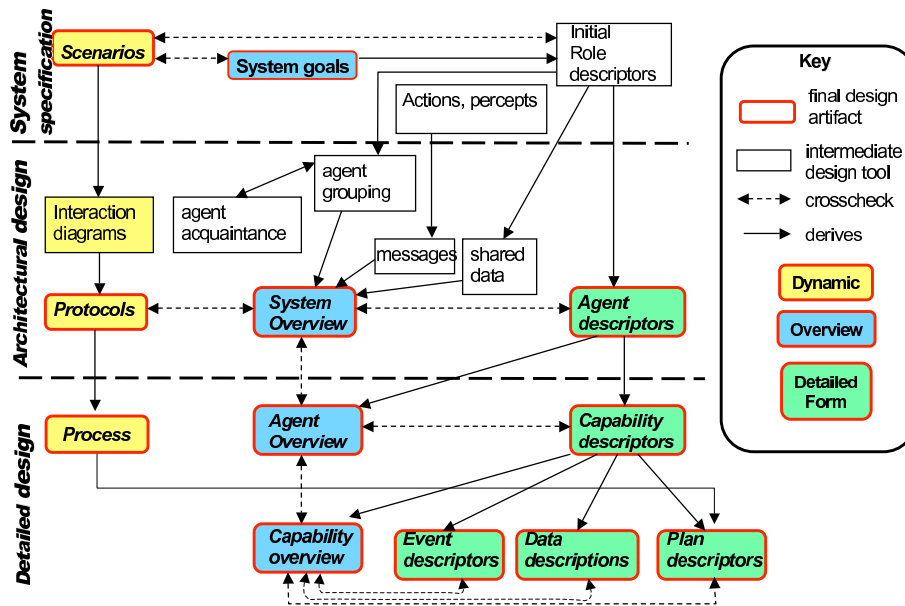 System
specification
Scenarios
System goals
Initial
Role
descriptors
Actions, percepts
Architectural design
Interaction
diagrams
agent
acquaintance
agent
grouping
messages
shared
data
Protocols
System
Overview
Agent
descriptors
Detailed design
Process
Agent
Overview
Capability
descriptors
Capability
overview
Event
descriptors
Data
descriptions
Plan
descriptors
Key
final design
artifact
intermediate
design tool
crosscheck
derives
Dynamic
Overview
Detailed
Form